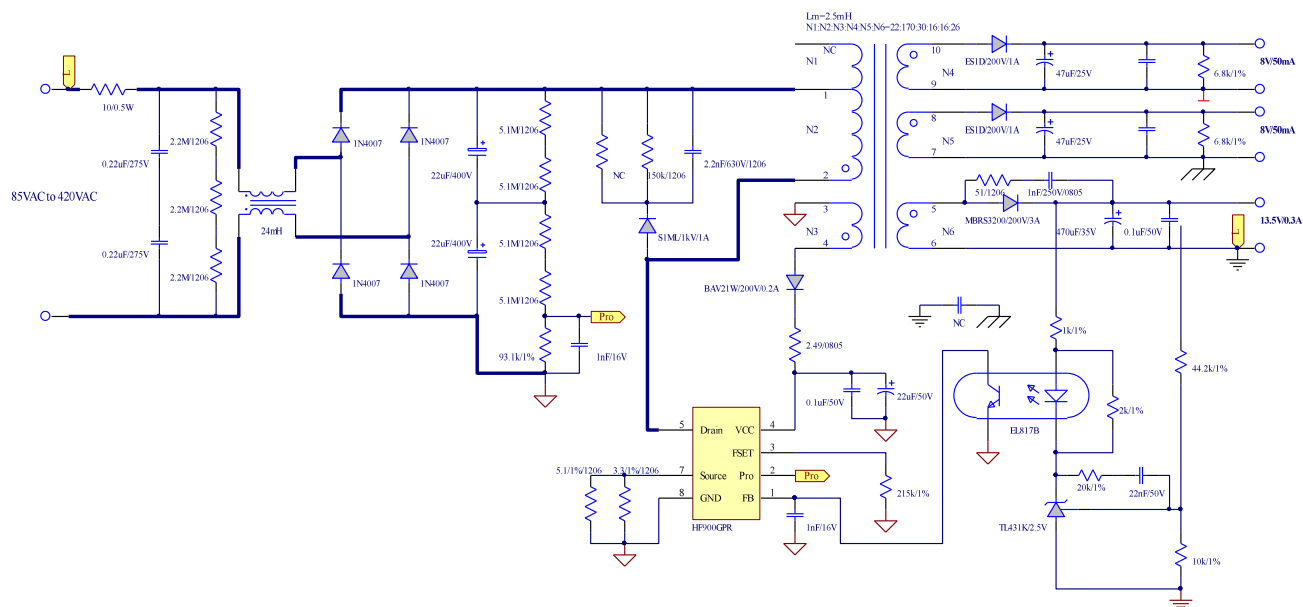 Lm=2.5mH
N1:N2:N3:N4:N5:N6=22:170:30:16:16:26
NC
N1
1
N2
2
3
N3
4
10
N4
9
ES1D/200V/1A
47uF/25V
6.8k/1%
8V/50mA
8
N5
7
ES1D/200V/1A
47uF/25V
6.8k/1%
8V/50mA
51/1206
1nF/250V/0805
5
N6
6
MBRS3200/200V/3A
470uF/35V
0.1uF/50V
13.5V/0.3A
L
L
10/0.5W
85VAC to 420VAC
0.22uF/275V
0.22uF/275V
2.2M/1206
2.2M/1206
2.2M/1206
24mH
1N4007
1N4007
1N4007
1N4007
22uF/400V
22uF/400V
5.1M/1206
5.1M/1206
5.1M/1206
5.1M/1206
93.1k/1%
1nF/16V
Pro
NC
150k/1206
2.2nF/630V/1206
S1ML/1kV/1A
BAV21W/200V/0.2A
2.49/0805
0.1uF/50V
22uF/50V
NC
1k/1%
44.2k/1%
EL817B
2k/1%
20k/1%
22nF/50V
TL431K/2.5V
10k/1%
5
Drain
VCC
4
FSET
3
7
Source
Pro
2
Pro
8
GND
FB
1
HF900GPR
5.1/1%/1206
3.3/1%/1206
215k/1%
1nF/16V